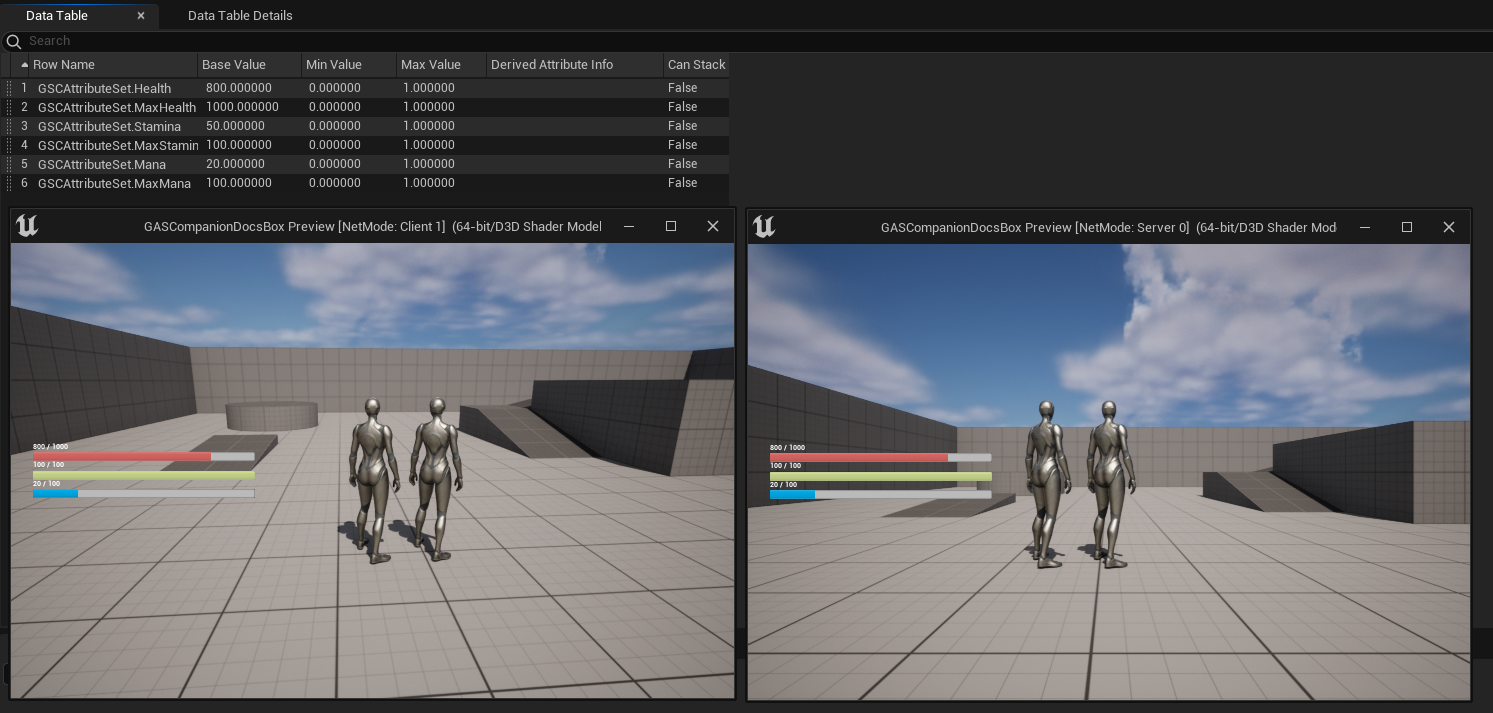 Data Table × Data Table Details
Search
Row Name Base Value Min Value Max Value Derived Attribute Info Can Stack
1 GSCAttributeSet.Health 800.000000 0.000000 1.000000 False
2 GSCAttributeSet.MaxHealth 1000.000000 0.000000 1.000000 False
3 GSCAttributeSet.Stamina 50.000000 0.000000 1.000000 False
4 GSCAttributeSet.MaxStamin 100.000000 0.000000 1.000000 False
5 GSCAttributeSet.Mana 20.000000 0.000000 1.000000 False
6 GSCAttributeSet.MaxMana 100.000000 0.000000 1.000000 False
GASCompanionDocsBox Preview [NetMode: Client 1] (64-bit/D3D Shader Model
800 / 1000
100 / 100
20 / 100
GASCompanionDocsBox Preview [NetMode: Server 0] (64-bit/D3D Shader Mod
800 / 1000
100 / 100
20 / 100